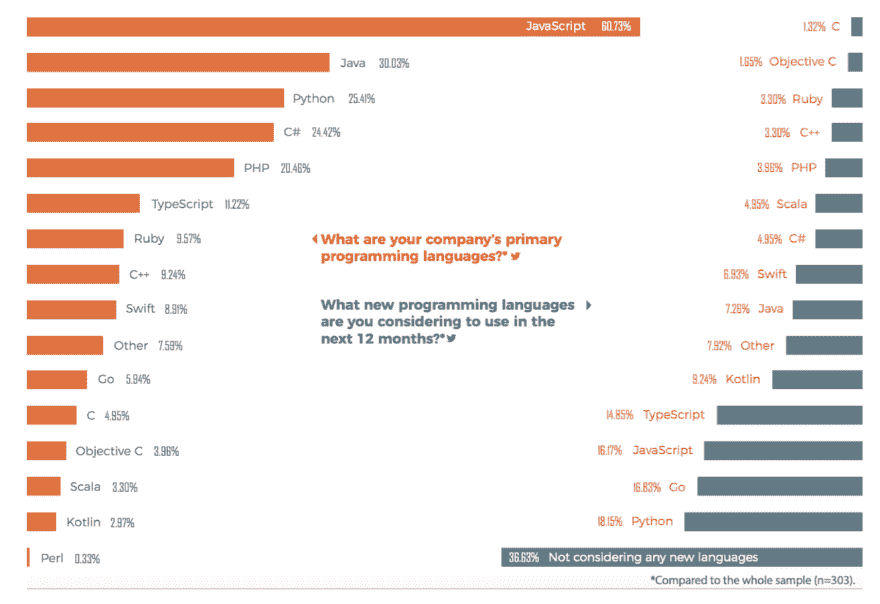 JavaScript 60.73%
1.32% C
Java 30.03%
1.65% Objective C
Python 25.41%
3.30% Ruby
C# 24.42%
3.30% C++
PHP 20.46%
3.96% PHP
TypeScript 11.22%
4.95% Scala
Ruby 9.57%
What are your company's primary
programming languages?*
4.95% C#
C++ 9.24%
6.93% Swift
Swift 8.91%
What new programming languages
are you considering to use in the
next 12 months?*
7.26% Java
Other 7.59%
7.92% Other
Go 5.94%
9.24% Kotlin
C 4.95%
14.85% TypeScript
Objective C 3.96%
16.17% JavaScript
Scala 3.30%
16.83% Go
Kotlin 2.97%
18.15% Python
Perl 0.33%
36.63% Not considering any new languages
*Compared to the whole sample (n=303).